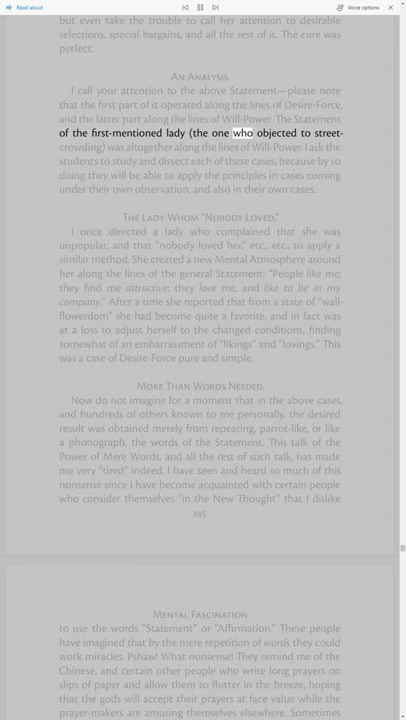 Read aloud
Voice options
but even take the trouble to call her attention to desirable
selections, special bargains, and all the rest of it. The cure was
perfect.
An Analysis.
I call your attention to the above Statement—please note
that the first part of it operated along the lines of Desire-Force,
and the latter part along the lines of Will-Power. The Statement
of the first-mentioned lady (the one who objected to street-
crowding) was altogether along the lines of Will-Power. I ask the
students to study and dissect each of these cases, because by so
doing they will be able to apply the principles in cases coming
under their own observation, and also in their own cases.
The Lady Whom "Nobody Loved."
I once directed a lady who complained that she was
unpopular, and that "nobody loved her," etc., etc., to apply a
similar method. She created a new Mental Atmosphere around
her along the lines of the general Statement: "People like me;
they find me attractive; they love me, and like to be in my
company." After a time she reported that from a state of "wall-
flowerdom" she had become quite a favorite, and in fact was
at a loss to adjust herself to the changed conditions, finding
somewhat of an embarrassment of "likings" and "lovings." This
was a case of Desire-Force pure and simple.
More Than Words Needed.
Now do not imagine for a moment that in the above cases,
and hundreds of others known to me personally, the desired
result was obtained merely from repeating, parrot-like, or like
a phonograph, the words of the Statement. This talk of the
Power of Mere Words, and all the rest of such talk, has made
me very "tired" indeed. I have seen and heard so much of this
nonsense since I have become acquainted with certain people
who consider themselves "in the New Thought" that I dislike
145
Mental Fascination
to use the words "Statement" or "Affirmation." These people
have imagined that by the mere repetition of words they could
work miracles. Pshaw! What nonsense! They remind me of the
Chinese, and certain other people who write long prayers on
slips of paper and allow them to flutter in the breeze, hoping
that the gods will accept their prayers at face value while the
prayer-makers are amusing themselves elsewhere. Sometimes